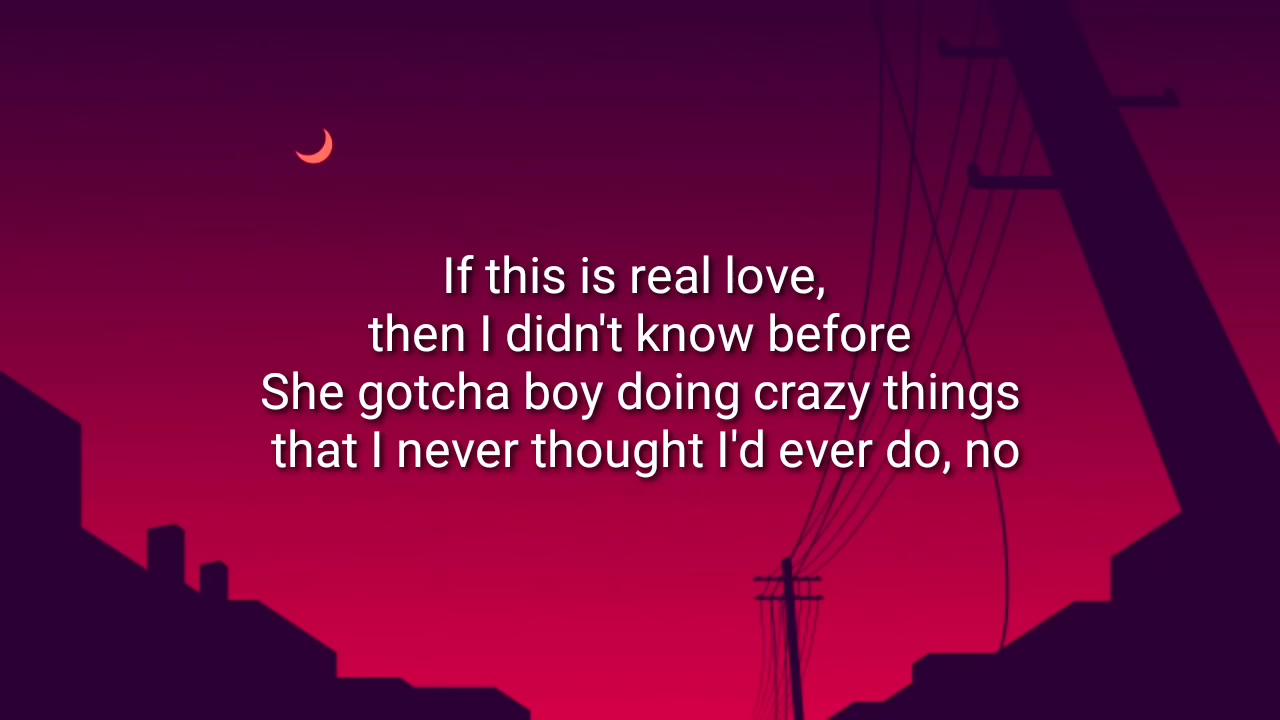 If this is real love,
then I didn't know before
She gotcha boy doing crazy things
that I never thought I'd ever do, no